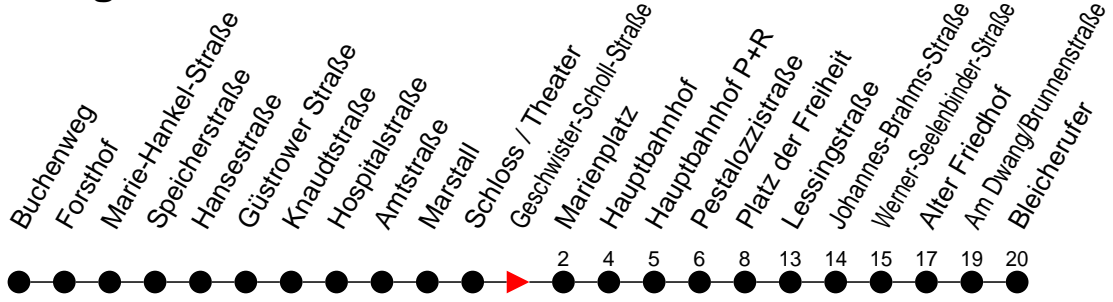 Buchenweg
Forsthof
Marie-Hankel-Straße
Speicherstraße
Hansestraße
Güstrower Straße
Knaudtstraße
Hospitalstraße
Amtstraße
Marstall
Schloss / Theater
Geschwister-Scholl-Straße
Marienplatz
Hauptbahnhof
Hauptbahnhof P+R
Pestalozzistraße
Platz der Freiheit
Lessingstraße
Johannes-Brahms-Straße
Werner-Seelenbinder-Straße
Alter Friedhof
Am Dwang/Brunnenstraße
Bleicherufer
2 4 5 6 8 13 14 15 17 19 20